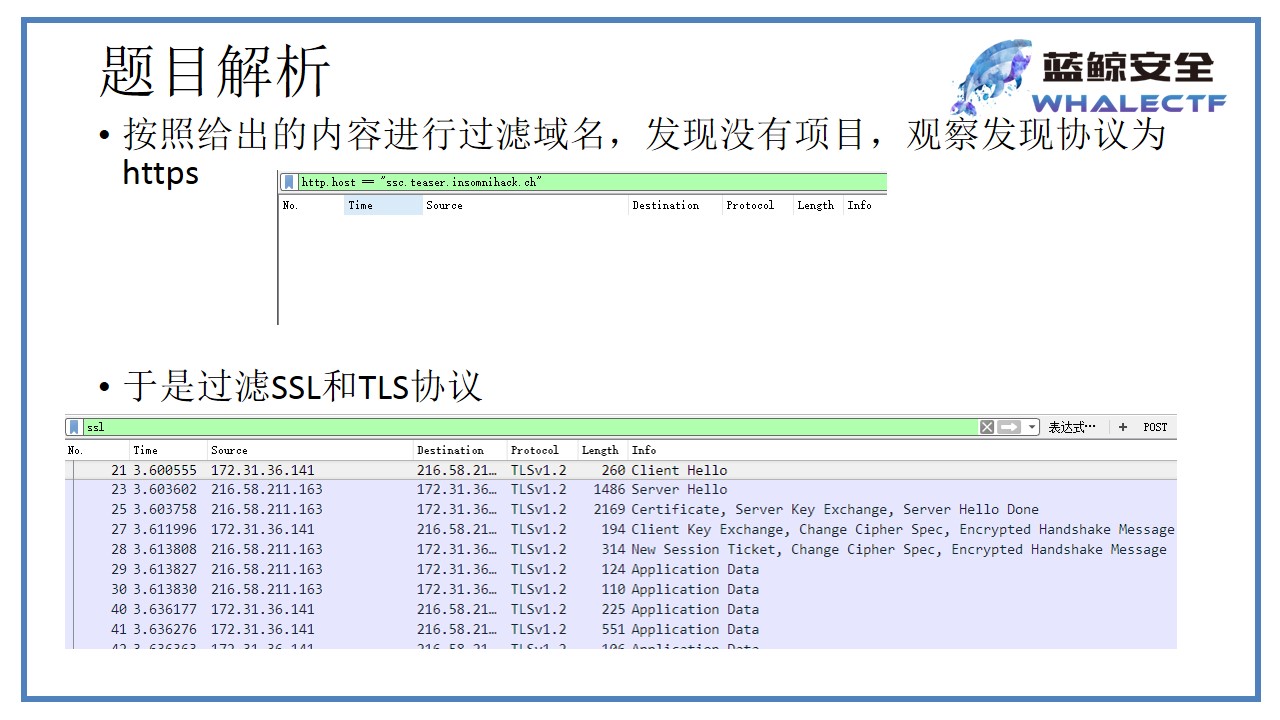 题目解析
蓝鲸安全
WHALECTF
• 按照给出的内容进行过滤域名，发现没有项目，观察发现协议为
https
http.host == "ssc.teaser.insomnihack.ch"
No. Time Source Destination Protocol Length Info
• 于是过滤SSL和TLS协议
ssl 表达式… + POST
No. Time Source Destination Protocol Length Info
21 3.600555 172.31.36.141 216.58.21… TLSv1.2 260 Client Hello
23 3.603602 216.58.211.163 172.31.36… TLSv1.2 1486 Server Hello
25 3.603758 216.58.211.163 172.31.36… TLSv1.2 2169 Certificate, Server Key Exchange, Server Hello Done
27 3.611996 172.31.36.141 216.58.21… TLSv1.2 194 Client Key Exchange, Change Cipher Spec, Encrypted Handshake Message
28 3.613808 216.58.211.163 172.31.36… TLSv1.2 314 New Session Ticket, Change Cipher Spec, Encrypted Handshake Message
29 3.613827 216.58.211.163 172.31.36… TLSv1.2 124 Application Data
30 3.613830 216.58.211.163 172.31.36… TLSv1.2 110 Application Data
40 3.636177 172.31.36.141 216.58.21… TLSv1.2 225 Application Data
41 3.636276 172.31.36.141 216.58.21… TLSv1.2 551 Application Data